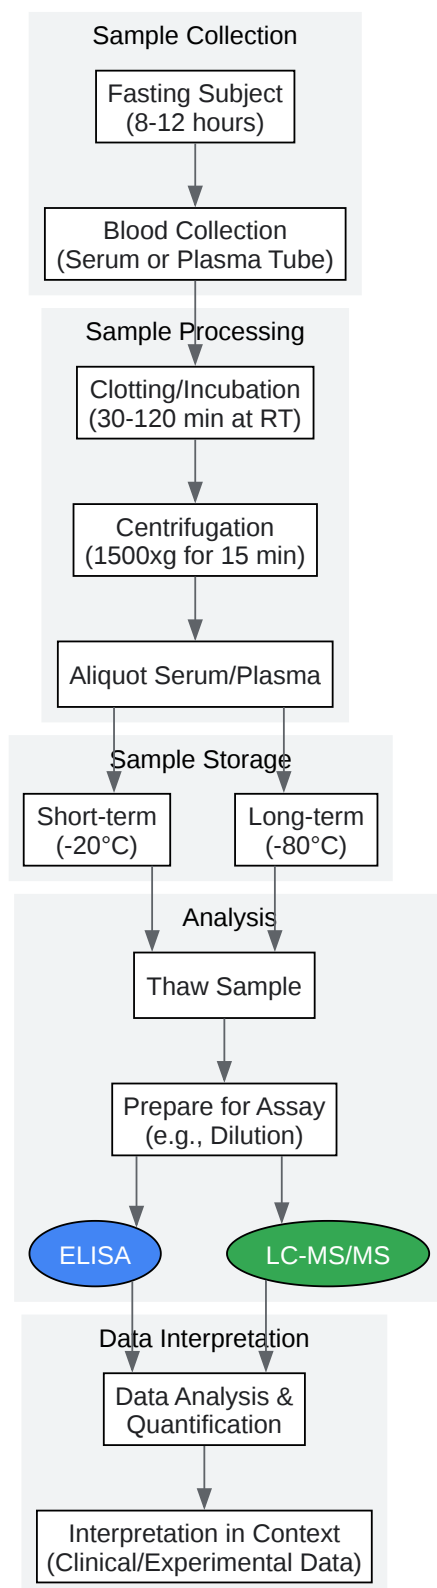 Sample Collection
Fasting Subject
(8-12 hours)
Blood Collection
(Serum or Plasma Tube)
Sample Processing
Clotting/Incubation
(30-120 min at RT)
Centrifugation
(1500xg for 15 min)
Aliquot Serum/Plasma
Sample Storage
Short-term
(-20°C)
Long-term
(-80°C)
Analysis
Thaw Sample
Prepare for Assay
(e.g., Dilution)
ELISA
LC-MS/MS
Data Interpretation
Data Analysis &
Quantification
Interpretation in Context
(Clinical/Experimental Data)